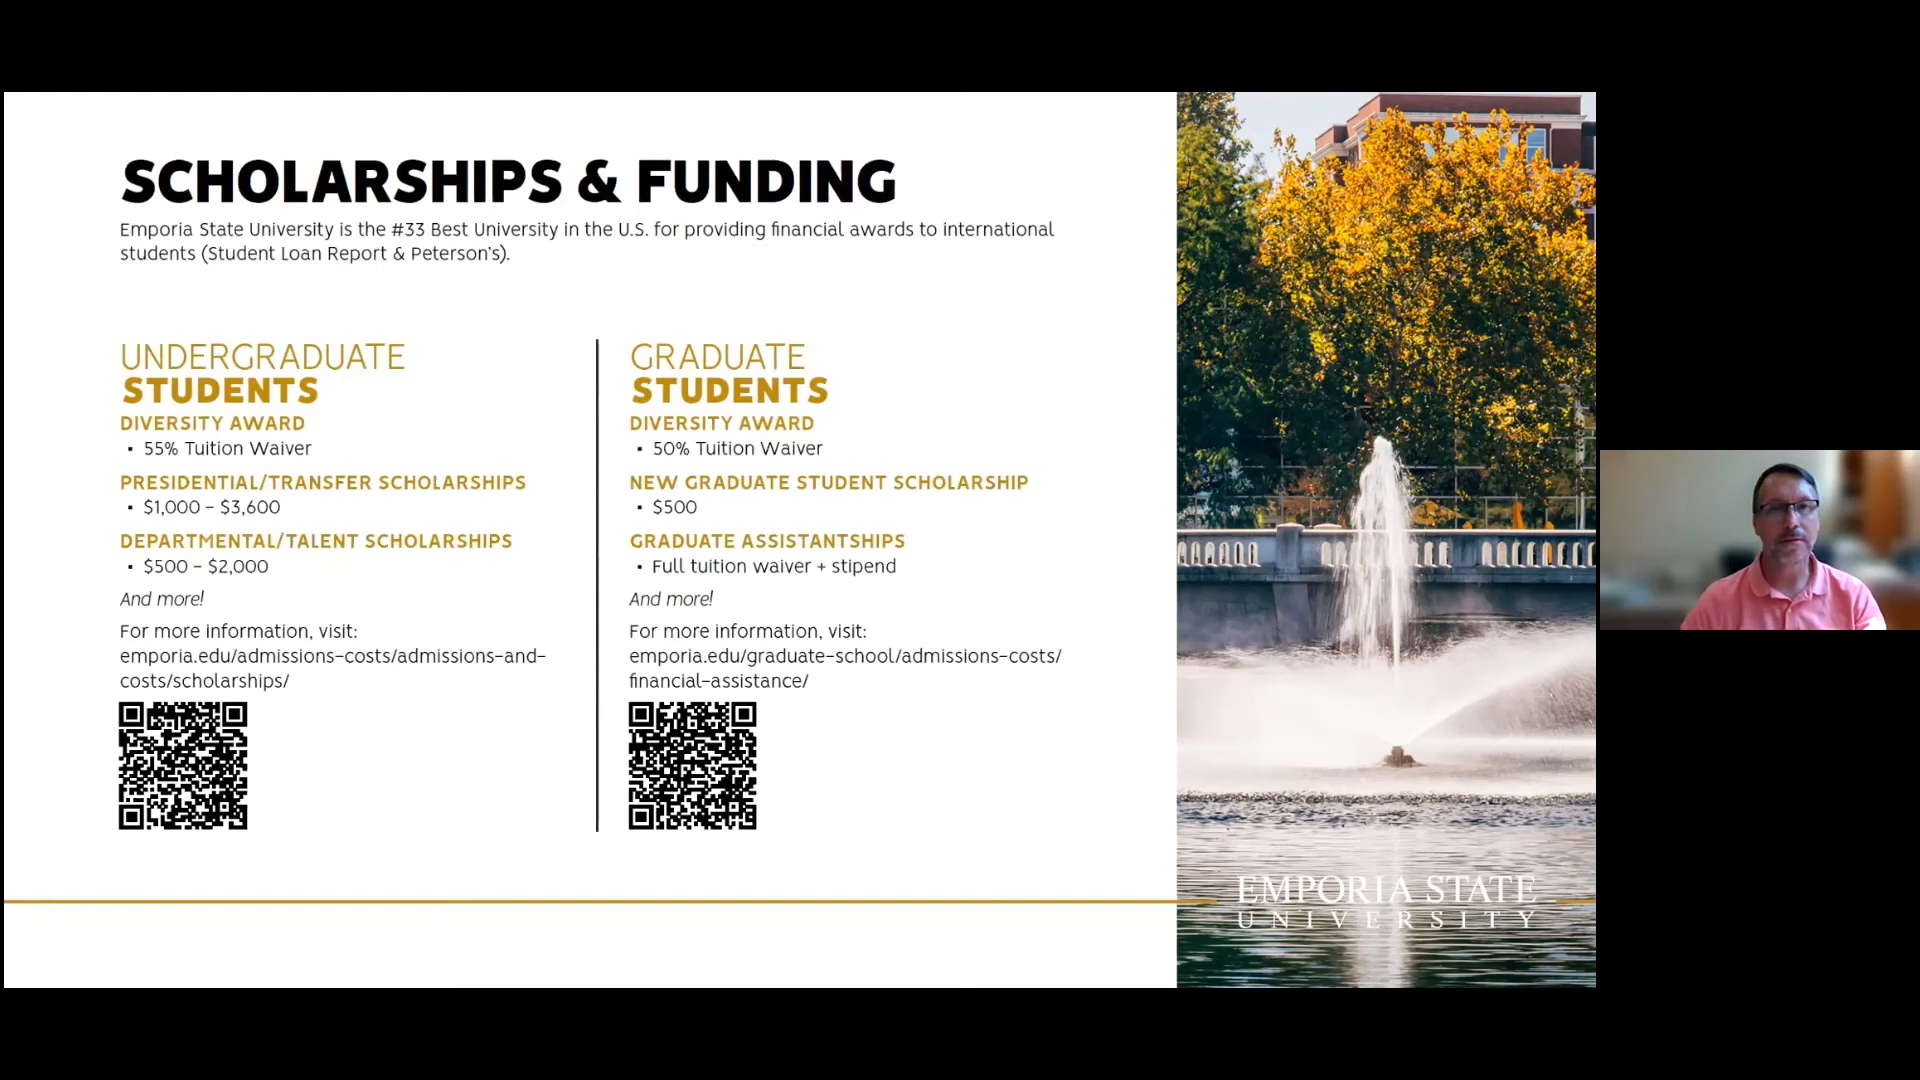 SCHOLARSHIPS & FUNDING
Emporia State University is the #33 Best University in the U.S. for providing financial awards to international
students (Student Loan Report & Peterson's).
UNDERGRADUATE
STUDENTS
DIVERSITY AWARD
▪ 55% Tuition Waiver
PRESIDENTIAL/TRANSFER SCHOLARSHIPS
▪ $1,000 – $3,600
DEPARTMENTAL/TALENT SCHOLARSHIPS
▪ $500 – $2,000
And more!
For more information, visit:
emporia.edu/admissions-costs/admissions-and-
costs/scholarships/
GRADUATE
STUDENTS
DIVERSITY AWARD
▪ 50% Tuition Waiver
NEW GRADUATE STUDENT SCHOLARSHIP
▪ $500
GRADUATE ASSISTANTSHIPS
▪ Full tuition waiver + stipend
And more!
For more information, visit:
emporia.edu/graduate-school/admissions-costs/
financial-assistance/
EMPORIA STATE
UNIVERSITY